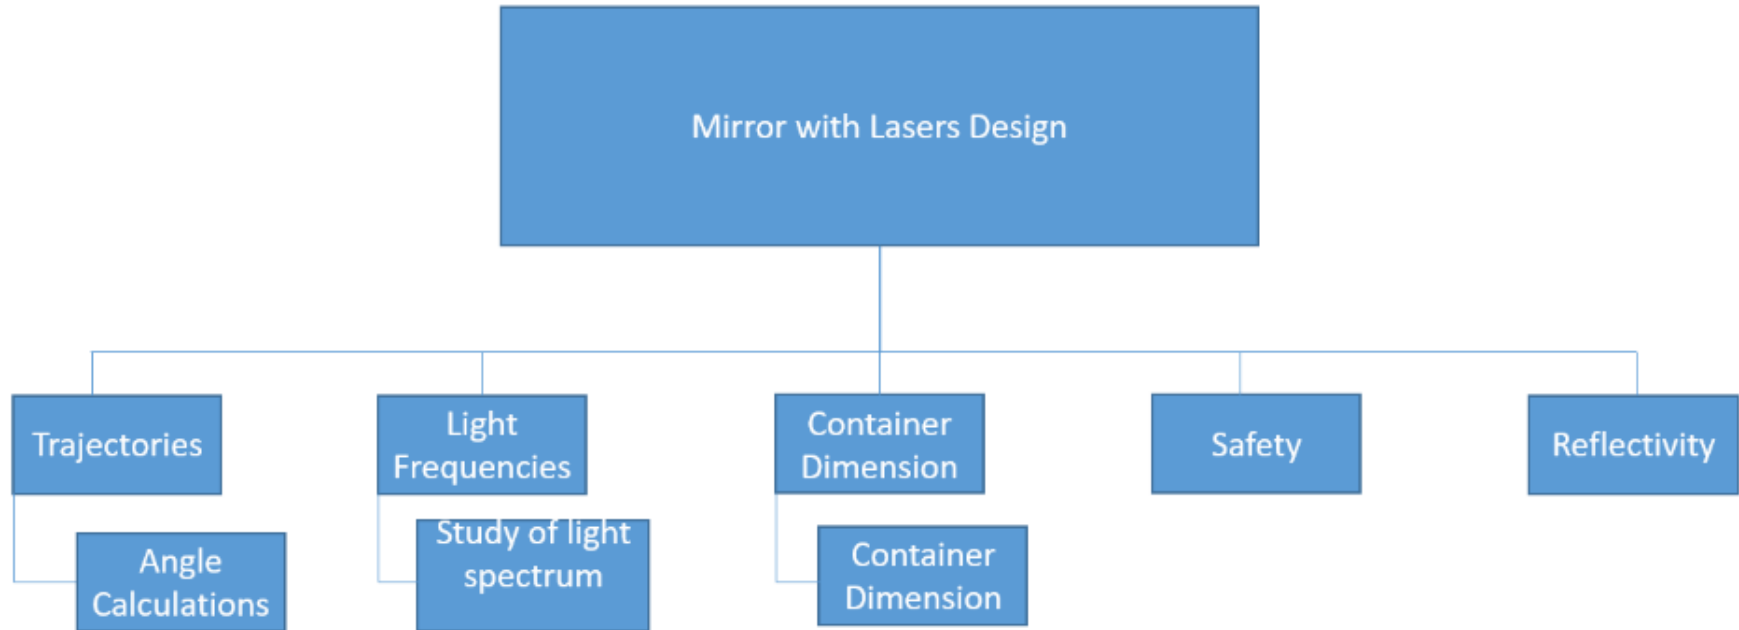 Mirror with Lasers Design
Trajectories
Light
Frequencies
Container
Dimension
Safety
Reflectivity
Angle
Calculations
Study of light
spectrum
Container
Dimension